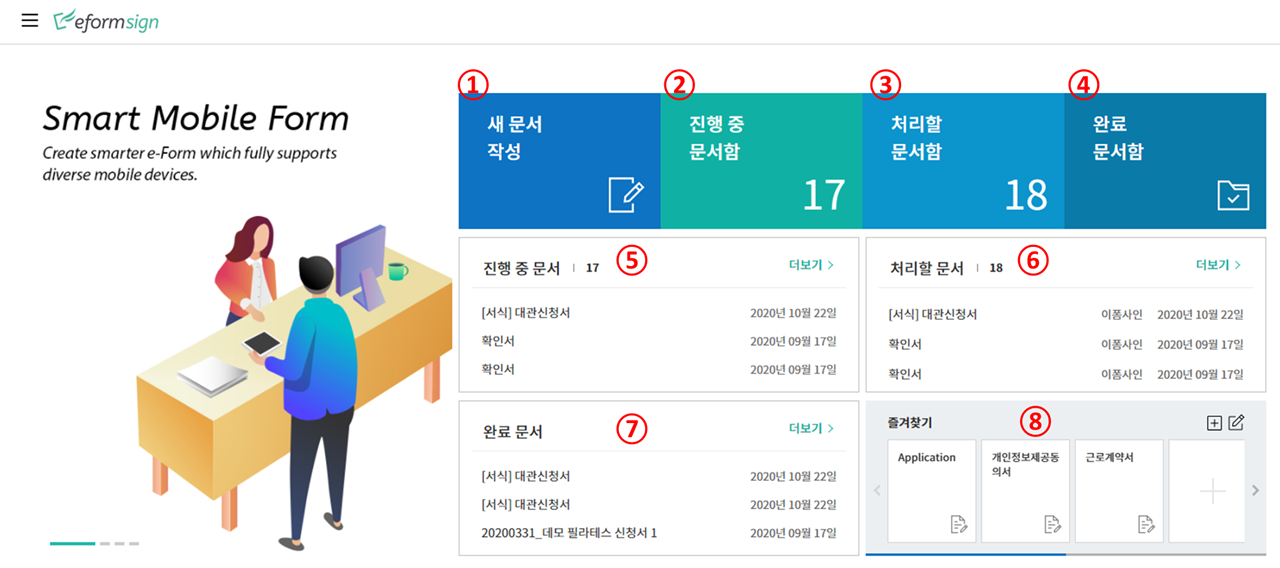 eformsign
Smart Mobile Form
Create smarter e-Form which fully supports
diverse mobile devices.
①
새 문서
작성
②
진행 중
문서함
17
③
처리할
문서함
18
④
완료
문서함
진행 중 문서 | 17
⑤
더보기 >
[서식] 대관신청서 2020년 10월 22일
확인서 2020년 09월 17일
확인서 2020년 09월 17일
처리할 문서 | 18
⑥
더보기 >
[서식] 대관신청서 이폼사인 2020년 10월 22일
확인서 이폼사인 2020년 09월 17일
확인서 이폼사인 2020년 09월 17일
완료 문서
⑦
더보기 >
[서식] 대관신청서 2020년 10월 22일
[서식] 대관신청서 2020년 10월 22일
20200331_데모 필라테스 신청서 1 2020년 09월 17일
즐겨찾기
⑧
Application
개인정보제공동
의서
근로계약서